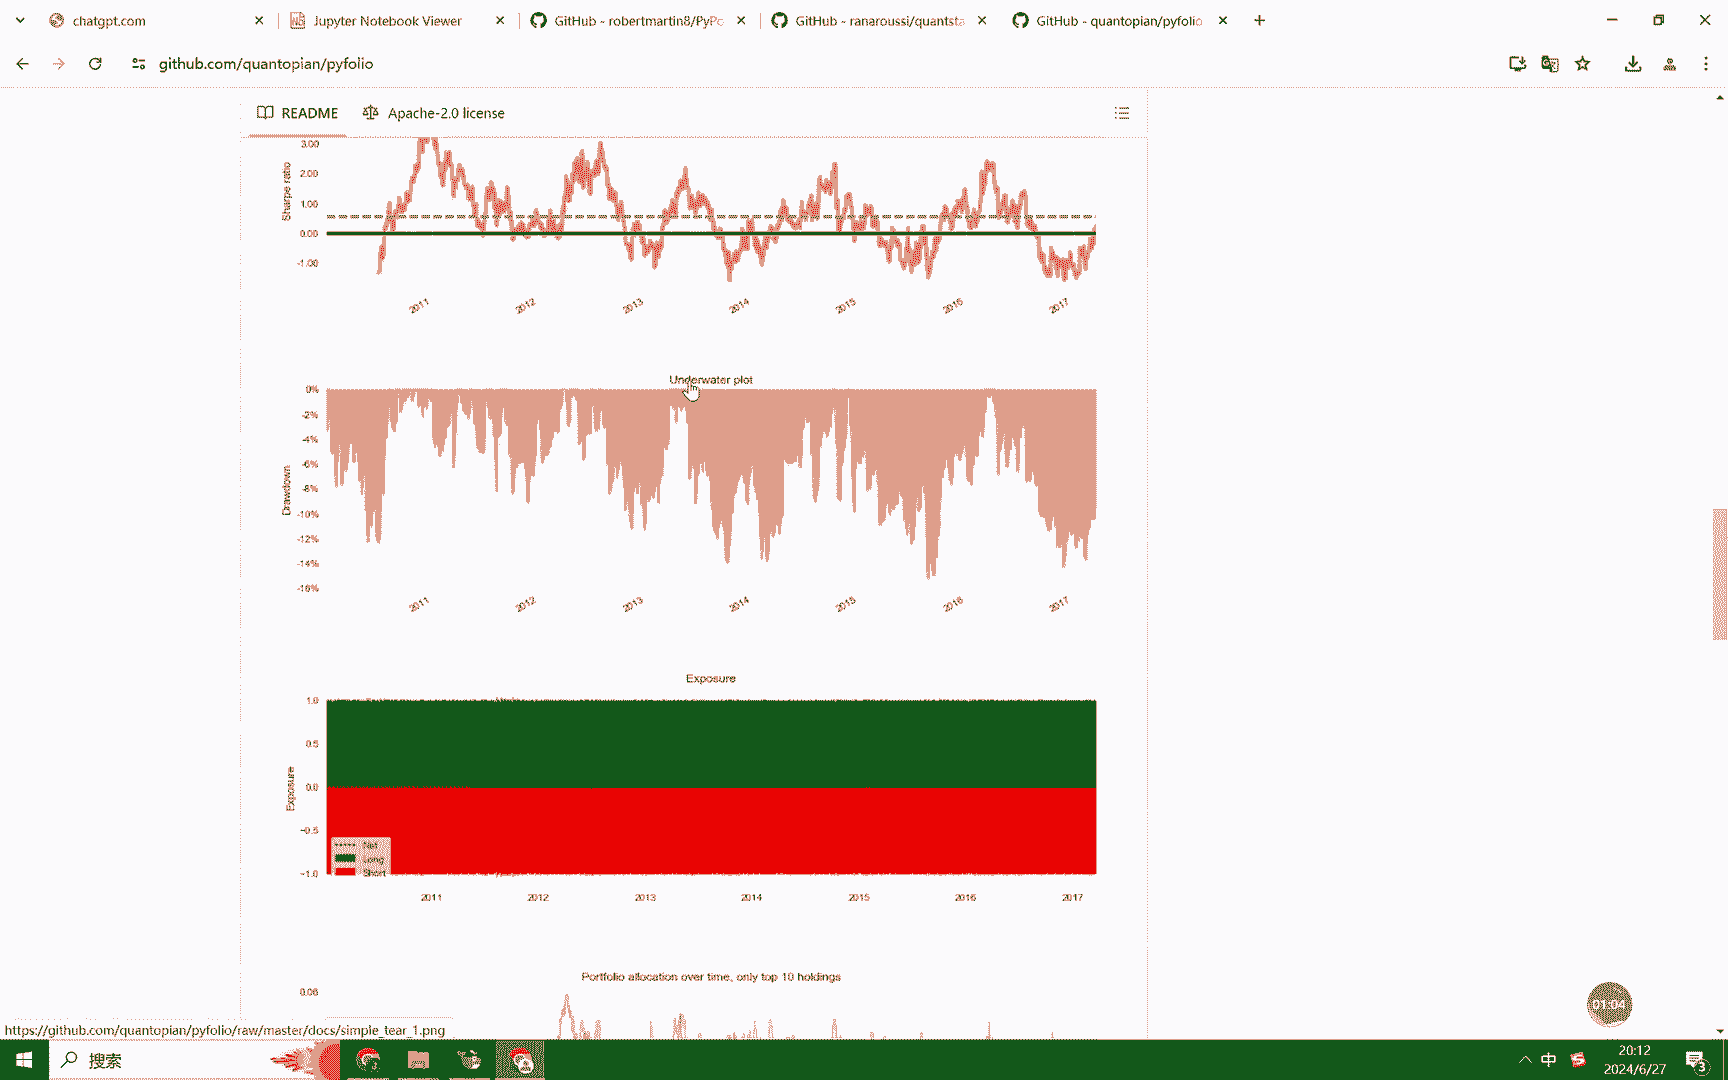 chatgpt.com
Jupyter Notebook Viewer
GitHub - robertmartin8/PyPo
GitHub - ranaroussi/quantsta
GitHub - quantopian/pyfolio
github.com/quantopian/pyfolio
README
Apache-2.0 license
3.00
2.00
1.00
0.00
-1.00
Sharpe ratio
2011 2012 2013 2014 2015 2016 2017
Underwater plot
0%
-2%
-4%
-6%
-8%
-10%
-12%
-14%
-16%
Drawdown
2011 2012 2013 2014 2015 2016 2017
Exposure
1.0
0.5
0.0
-0.5
-1.0
Exposure
Net
Long
Short
2011 2012 2013 2014 2015 2016 2017
Portfolio allocation over time, only top 10 holdings
0.06
01:04
https://github.com/quantopian/pyfolio/raw/master/docs/simple_tear_1.png
搜索
中
20:12
2024/6/27
3